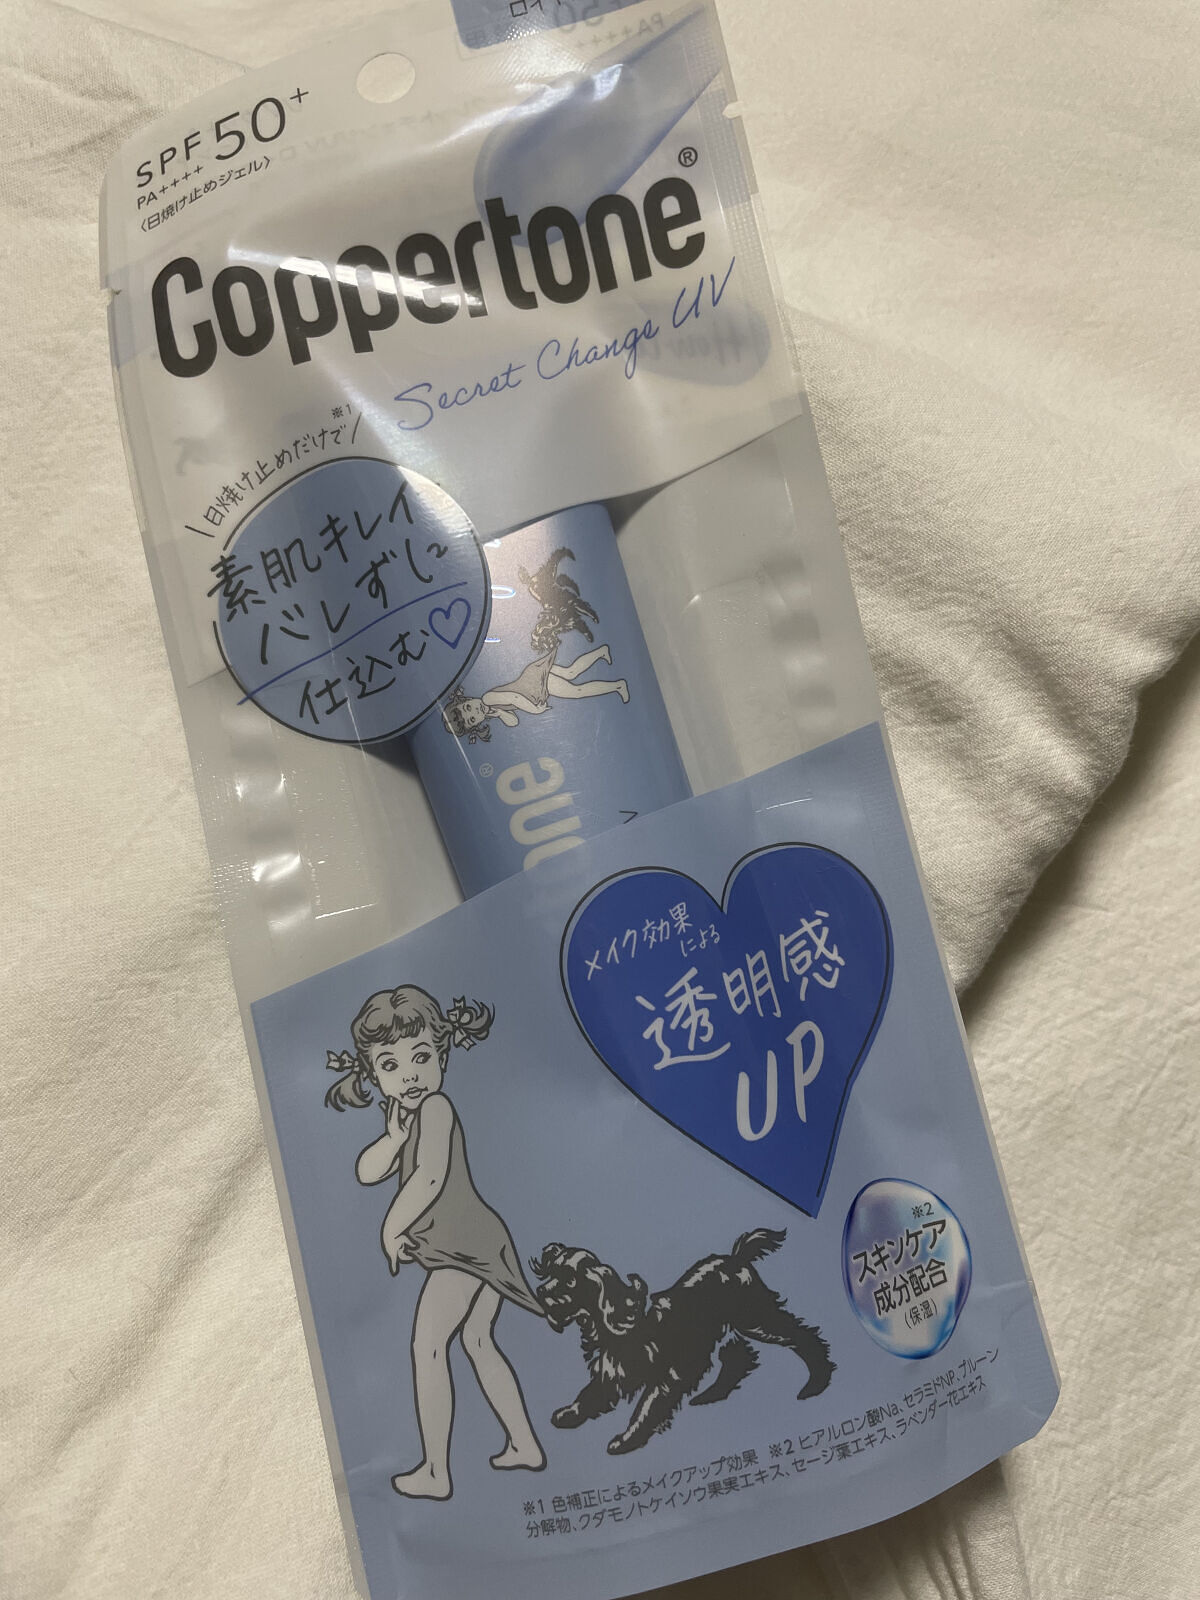 SPF 50+
PA++++
〈日焼け止めジェル〉
Coppertone®
Secret Change UV
\日焼け止めだけで※1/
素肌キレイ
バレずに
仕込む♡
one
®
メイク効果
による
透明感
UP
※2
スキンケア
成分配合
(保湿)
※1 色補正によるメイクアップ効果 ※2 ヒアルロン酸Na、セラミドNP、プルーン
分解物、クダモノトケイソウ果実エキス、セージ葉エキス、ラベンダー花エキス